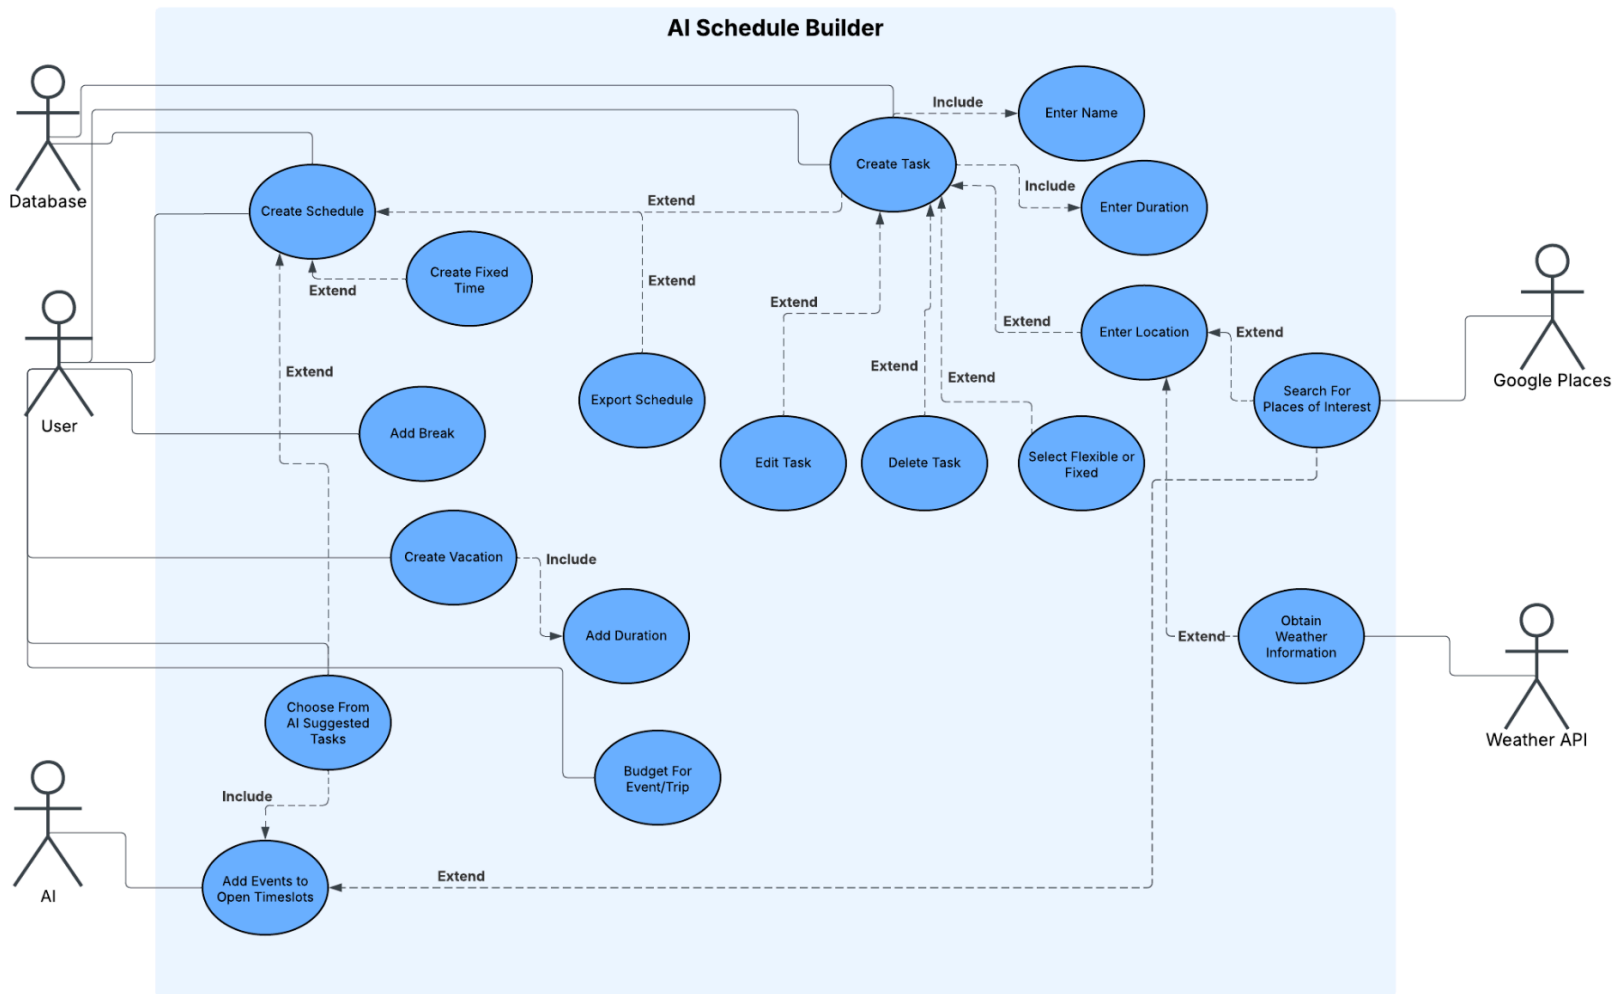 AI Schedule Builder
Database
Include
Enter Name
Create Task
Include
Enter Duration
Extend
Create Schedule
Create Fixed
Time
Extend
Extend
Extend
Extend
Enter Location
Extend
Google Places
Extend
Extend
Extend
Search For
Places of Interest
Export Schedule
User
Add Break
Edit Task
Delete Task
Select Flexible or
Fixed
Create Vacation
Include
Add Duration
Extend
Obtain
Weather
Information
Weather API
Choose From
AI Suggested
Tasks
Budget For
Event/Trip
Include
AI
Add Events to
Open Timeslots
Extend